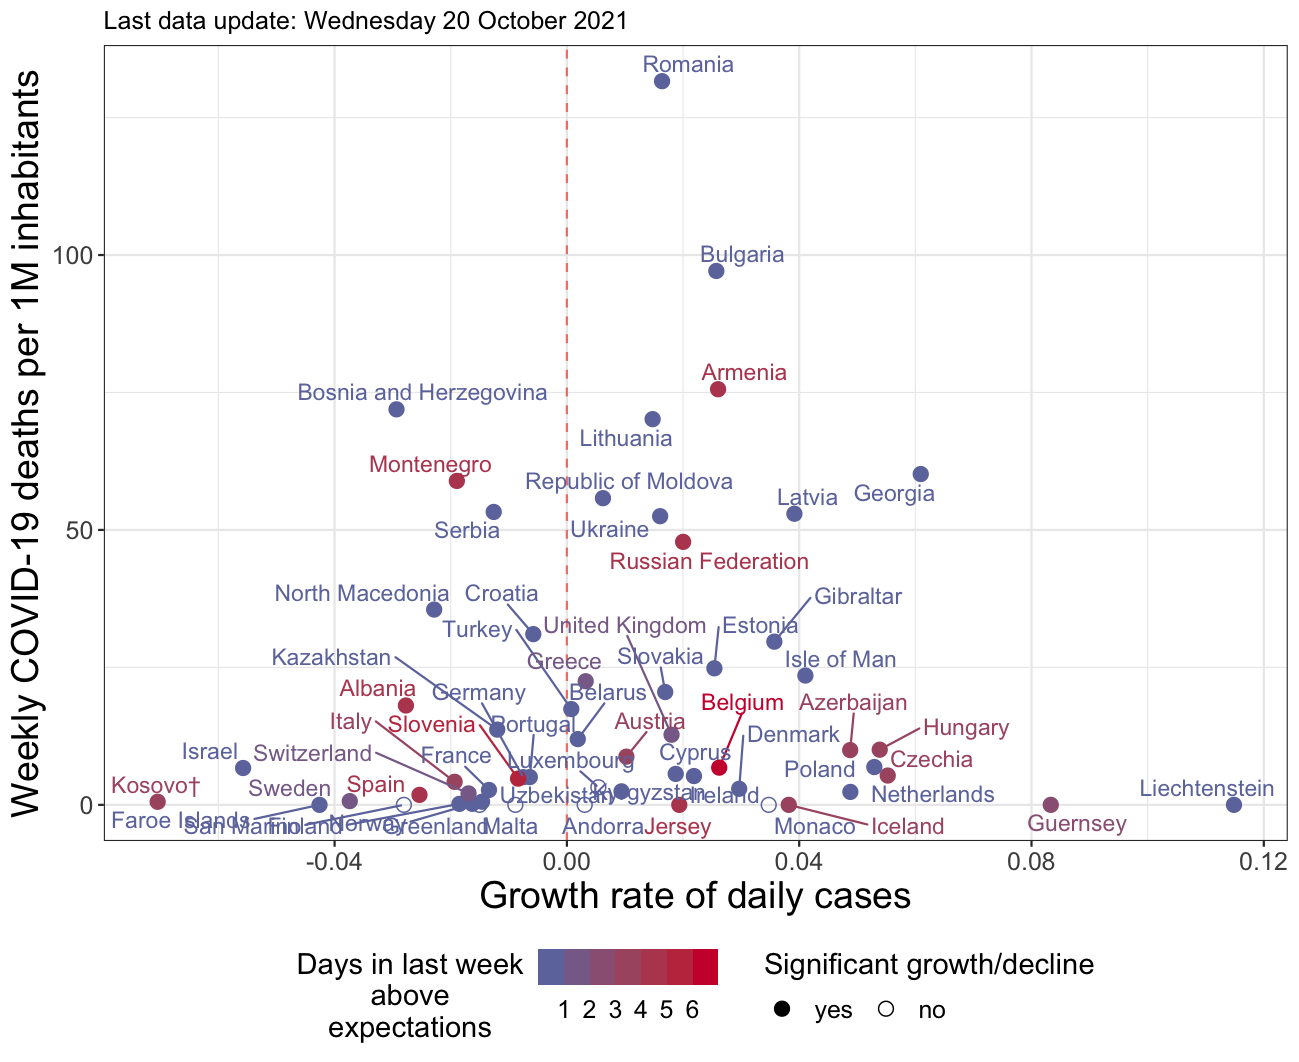 Last data update: Wednesday 20 October 2021
Weekly COVID-19 deaths per 1M inhabitants
Romania
100
Bulgaria
Armenia
Bosnia and Herzegovina
Lithuania
Montenegro
Republic of Moldova
Georgia
Latvia
50
Serbia
Ukraine
Russian Federation
North Macedonia
Croatia
Gibraltar
Turkey
United Kingdom
Estonia
Kazakhstan
Greece
Slovakia
Isle of Man
Albania
Germany
Belarus
Belgium
Azerbaijan
Italy
Slovenia
Portugal
Austria
Hungary
Denmark
Israel
Switzerland
France
Luxembourg
Cyprus
Czechia
Poland
Kosovo†
Sweden
Spain
Uzbekistan
Kyrgyzstan
Ireland
Netherlands
Liechtenstein
0
Faroe Islands
San Marino
Finland
Norway
Greenland
Malta
Andorra
Jersey
Monaco
Iceland
Guernsey
-0.04
0.00
0.04
0.08
0.12
Growth rate of daily cases
Days in last week
above
expectations
1 2 3 4 5 6
Significant growth/decline
yes
no